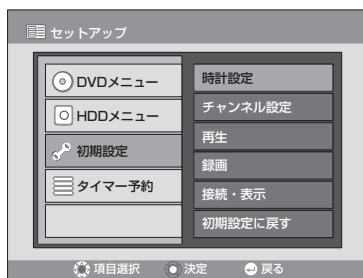 セットアップ
DVDメニュー
HDDメニュー
初期設定
タイマー予約
時計設定
チャンネル設定
再生
録画
接続・表示
初期設定に戻す
項目選択 決定 戻る